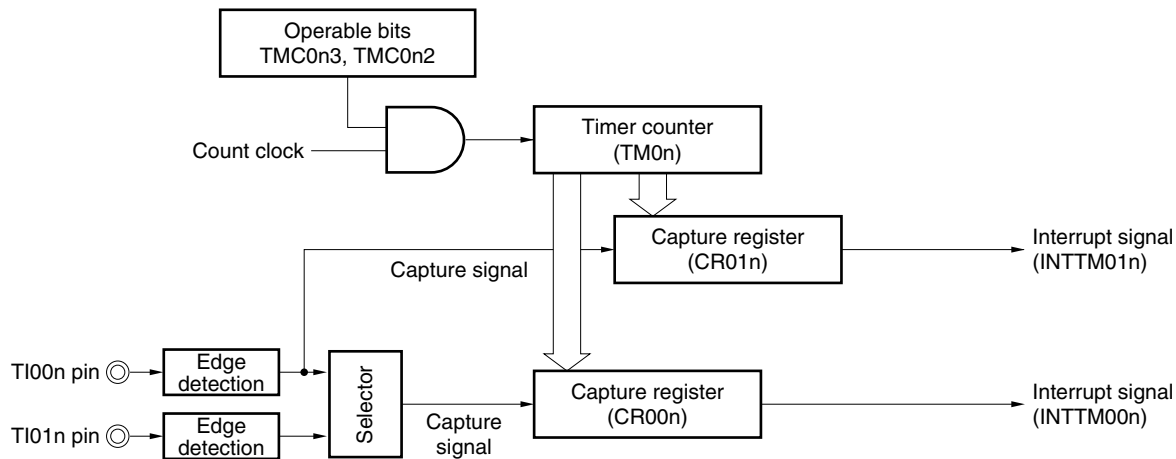 Operable bits
TMC0n3, TMC0n2
Count clock
Timer counter
(TM0n)
Capture register
(CR01n)
Interrupt signal
(INTTM01n)
Capture signal
TI00n pin
Edge
detection
Selector
Capture register
(CR00n)
Interrupt signal
(INTTM00n)
TI01n pin
Edge
detection
Capture
signal